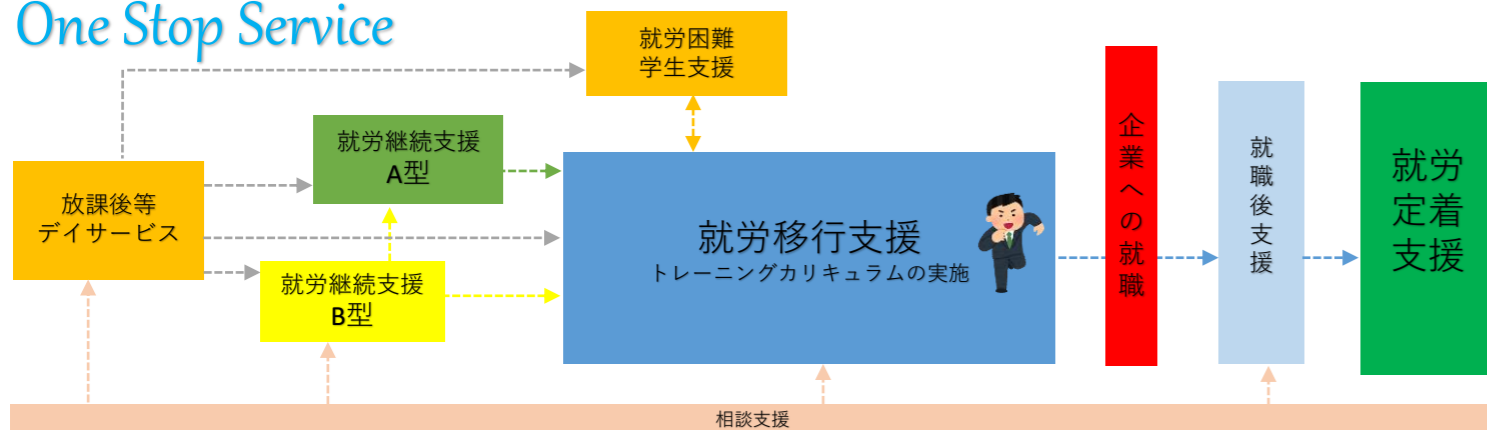 One Stop Service
就労困難
学生支援
就労継続支援
A型
放課後等
デイサービス
就労継続支援
B型
就労移行支援
トレーニングカリキュラムの実施
企業への就職
就職後支援
就労
定着
支援
相談支援